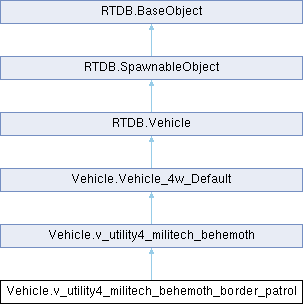 RTDB.BaseObject
RTDB.SpawnableObject
RTDB.Vehicle
Vehicle.Vehicle_4w_Default
Vehicle.v_utility4_militech_behemoth
Vehicle.v_utility4_militech_behemoth_border_patrol